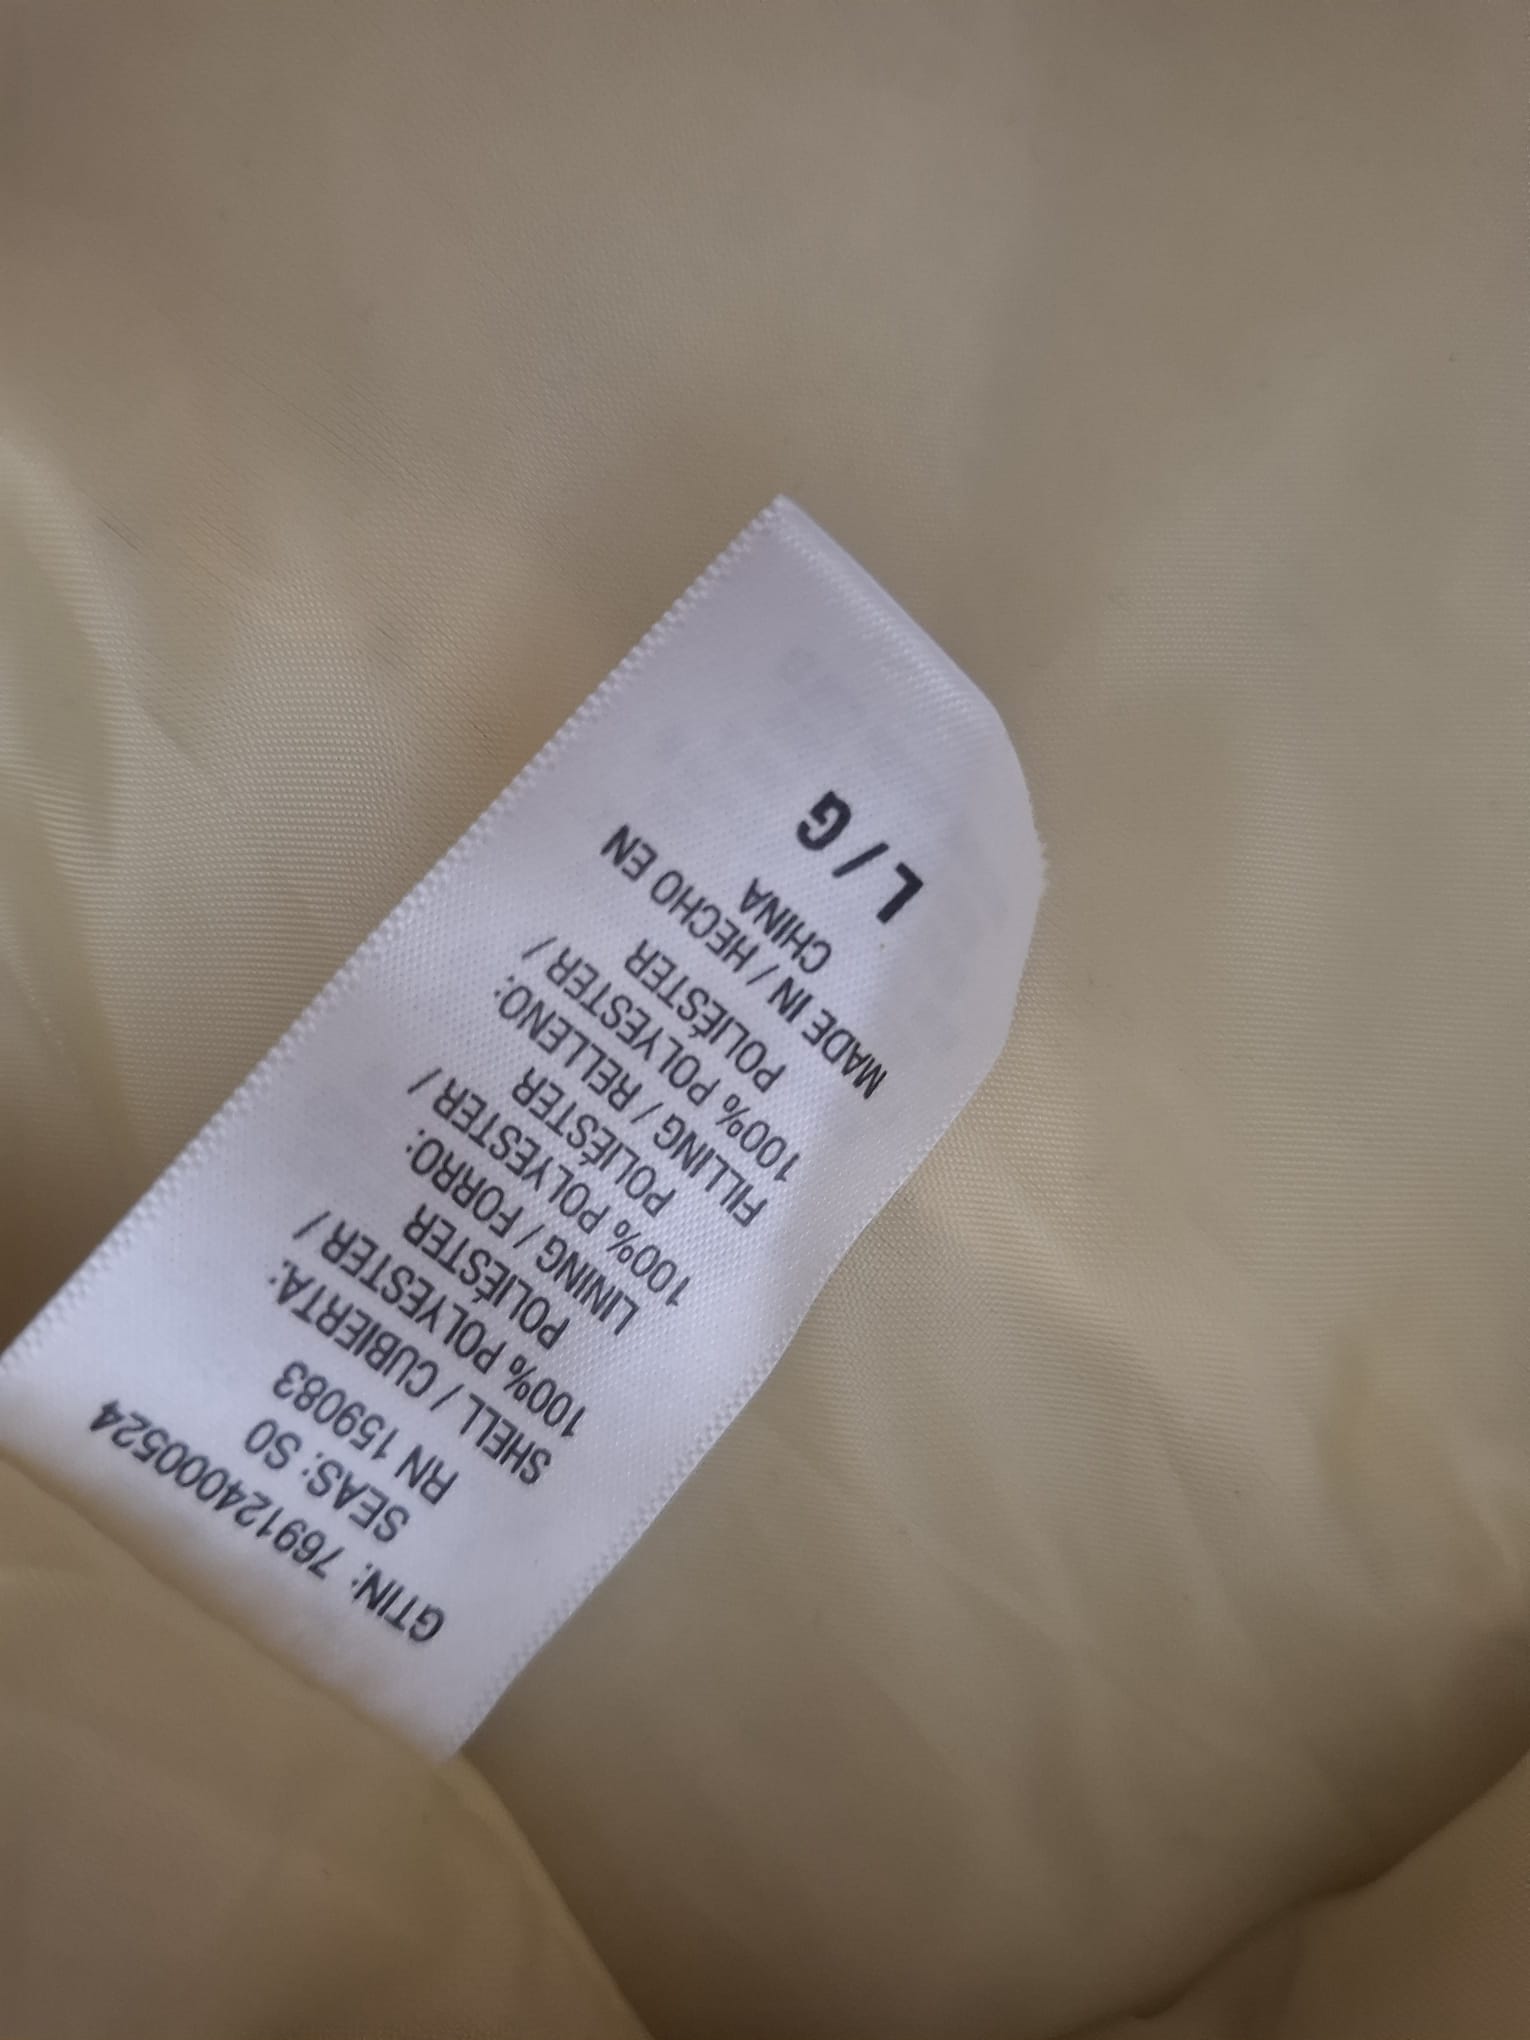 GTIN: 769124000524
SEAS: S0
RN 159083
SHELL / CUBIERTA:
100% POLYESTER /
POLIÉSTER
LINING / FORRO:
100% POLYESTER /
POLIÉSTER
FILLING / RELLENO:
100% POLYESTER /
POLIÉSTER
MADE IN / HECHO EN
CHINA
L / G